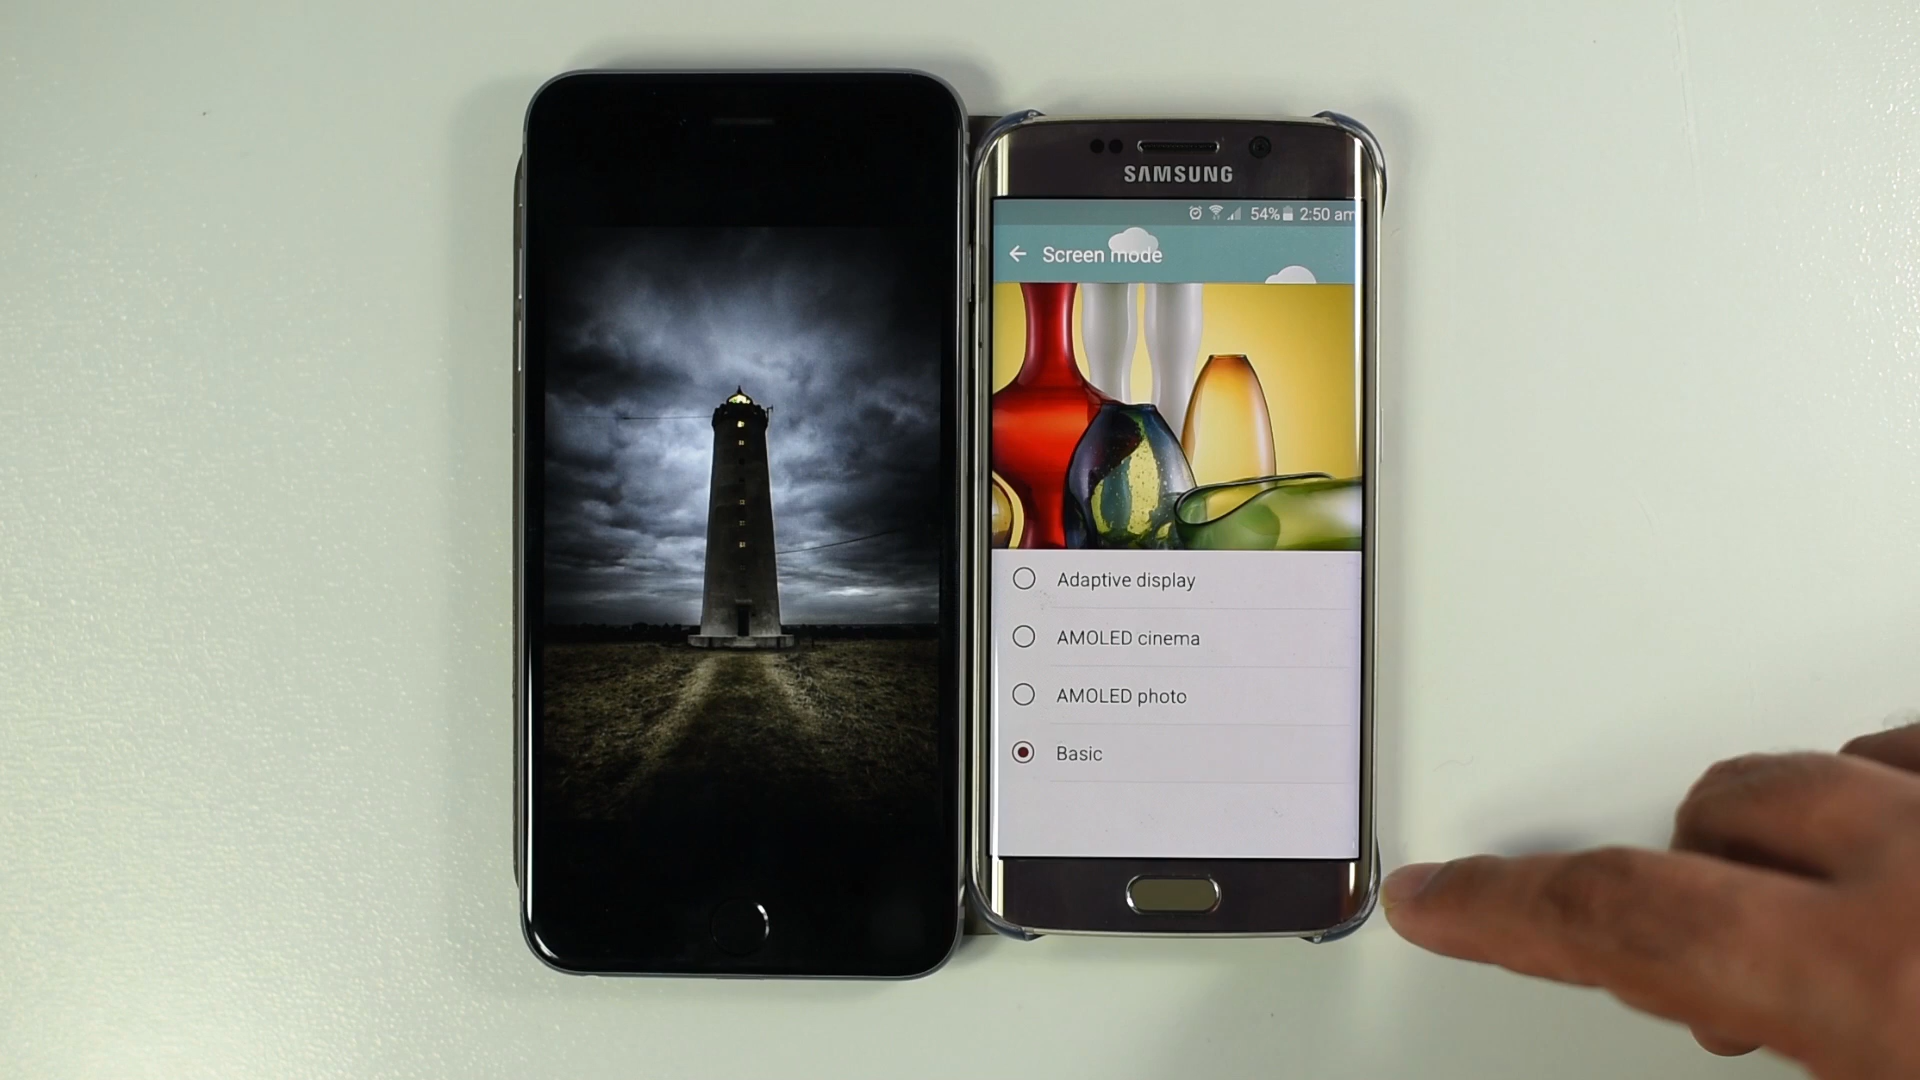 SAMSUNG
54% 2:50 am
Screen mode
Adaptive display
AMOLED cinema
AMOLED photo
Basic